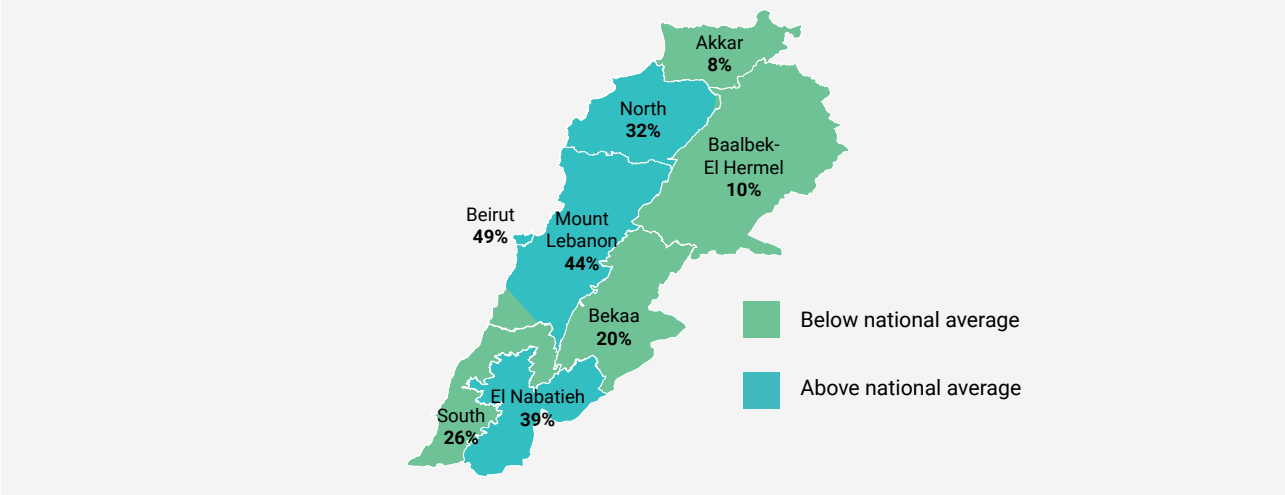 Akkar
8%
North
32%
Baalbek-
El Hermel
10%
Beirut
49%
Mount
Lebanon
44%
Bekaa
20%
Below national average
Above national average
El Nabatieh
39%
South
26%